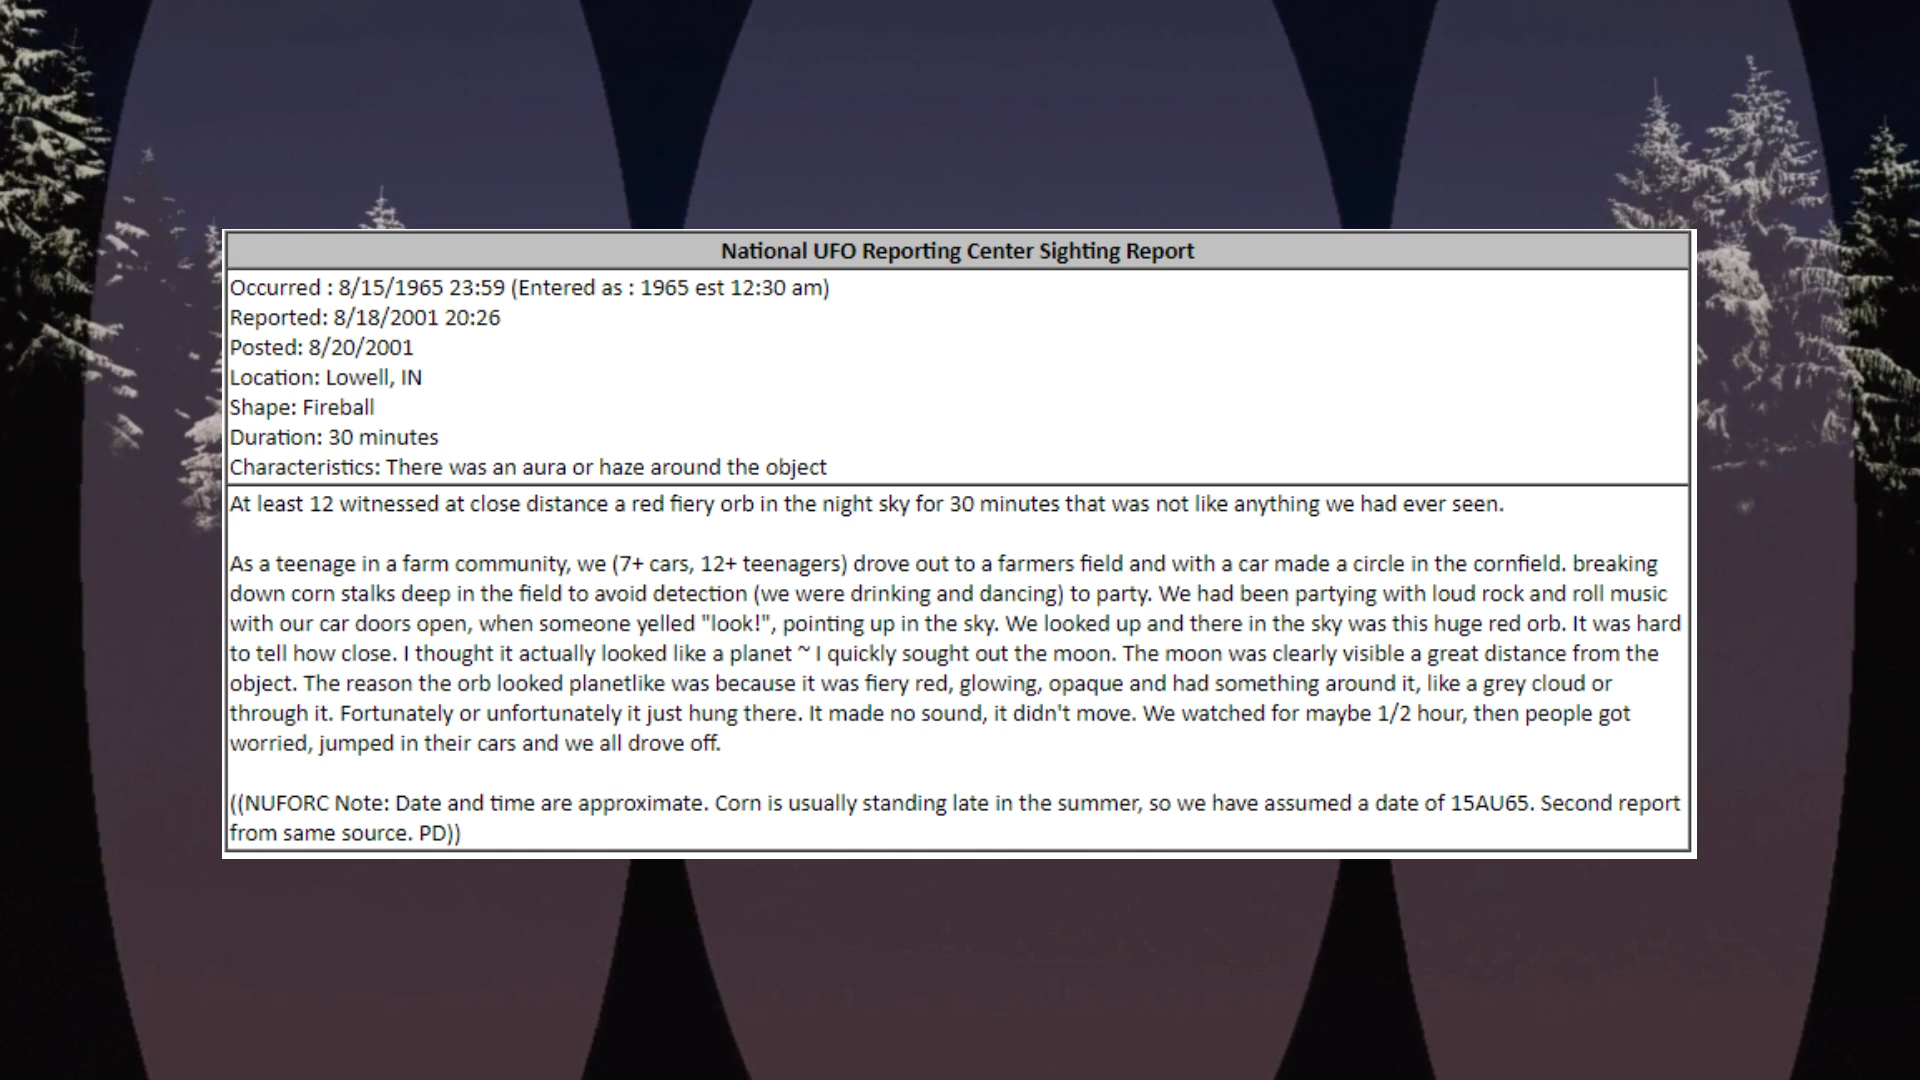 National UFO Reporting Center Sighting Report
Occurred : 8/15/1965 23:59 (Entered as : 1965 est 12:30 am)
Reported: 8/18/2001 20:26
Posted: 8/20/2001
Location: Lowell, IN
Shape: Fireball
Duration: 30 minutes
Characteristics: There was an aura or haze around the object
At least 12 witnessed at close distance a red fiery orb in the night sky for 30 minutes that was not like anything we had ever seen.
As a teenage in a farm community, we (7+ cars, 12+ teenagers) drove out to a farmers field and with a car made a circle in the cornfield. breaking
down corn stalks deep in the field to avoid detection (we were drinking and dancing) to party. We had been partying with loud rock and roll music
with our car doors open, when someone yelled "look!", pointing up in the sky. We looked up and there in the sky was this huge red orb. It was hard
to tell how close. I thought it actually looked like a planet ~ I quickly sought out the moon. The moon was clearly visible a great distance from the
object. The reason the orb looked planetlike was because it was fiery red, glowing, opaque and had something around it, like a grey cloud or
through it. Fortunately or unfortunately it just hung there. It made no sound, it didn't move. We watched for maybe 1/2 hour, then people got
worried, jumped in their cars and we all drove off.
((NUFORC Note: Date and time are approximate. Corn is usually standing late in the summer, so we have assumed a date of 15AU65. Second report
from same source. PD))